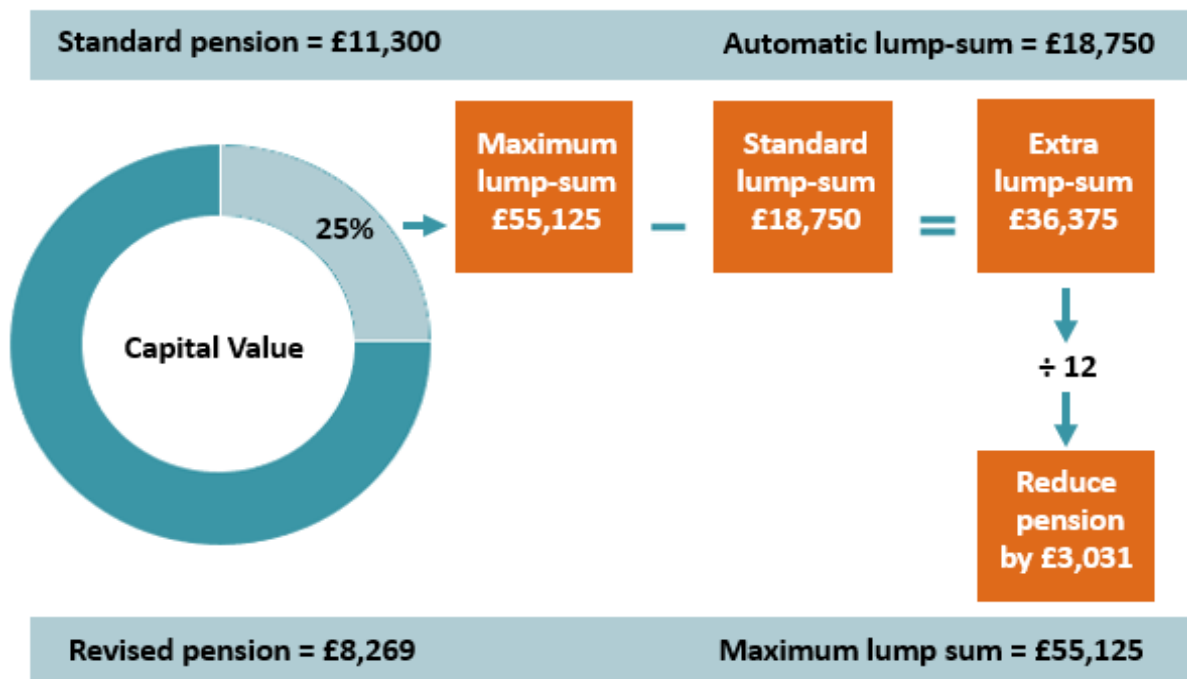 Standard pension = £11,300
Automatic lump-sum = £18,750
25%
Capital Value
Maximum
lump-sum
£55,125
−
Standard
lump-sum
£18,750
=
Extra
lump-sum
£36,375
÷ 12
Reduce
pension
by £3,031
Revised pension = £8,269
Maximum lump sum = £55,125